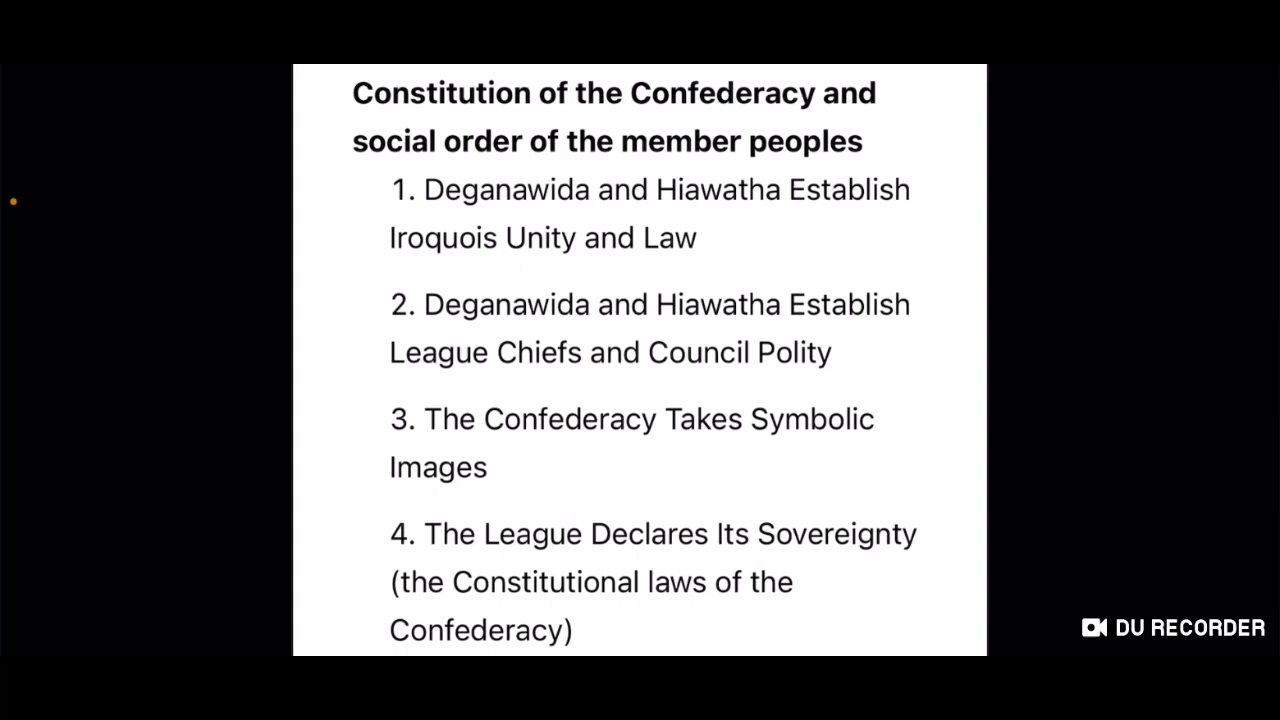 Constitution of the Confederacy and
social order of the member peoples
1. Deganawida and Hiawatha Establish
Iroquois Unity and Law
2. Deganawida and Hiawatha Establish
League Chiefs and Council Polity
3. The Confederacy Takes Symbolic
Images
4. The League Declares Its Sovereignty
(the Constitutional laws of the
Confederacy)
DU RECORDER